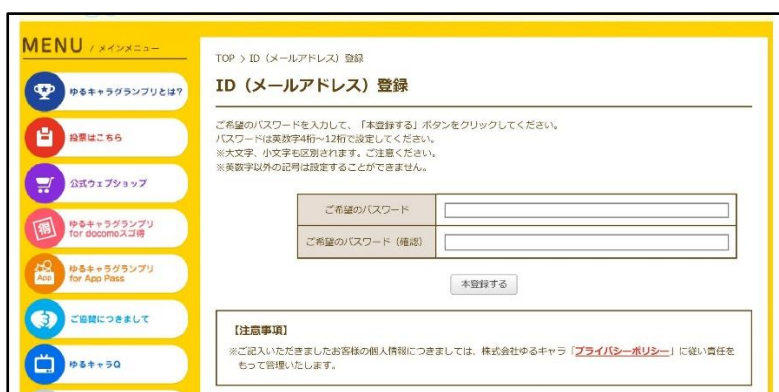 MENU / メインメニュー
ゆるキャラグランプリとは?
投票はこちら
公式ウェブショップ
得
ゆるキャラグランプリ
for docomoスゴ得
App
ゆるキャラグランプリ
for App Pass
ご協賛につきまして
ゆるキャラQ
TOP > ID（メールアドレス）登録
ID（メールアドレス）登録
ご希望のパスワードを入力して、「本登録する」ボタンをクリックしてください。
パスワードは英数字4桁～12桁で設定してください。
※大文字、小文字も区別されます。ご注意ください。
※英数字以外の記号は設定することができません。
ご希望のパスワード
ご希望のパスワード（確認）
本登録する
【注意事項】
※ご記入いただきましたお客様の個人情報につきましては、株式会社ゆるキャラ「プライバシーポリシー」に従い責任を
もって管理いたします。